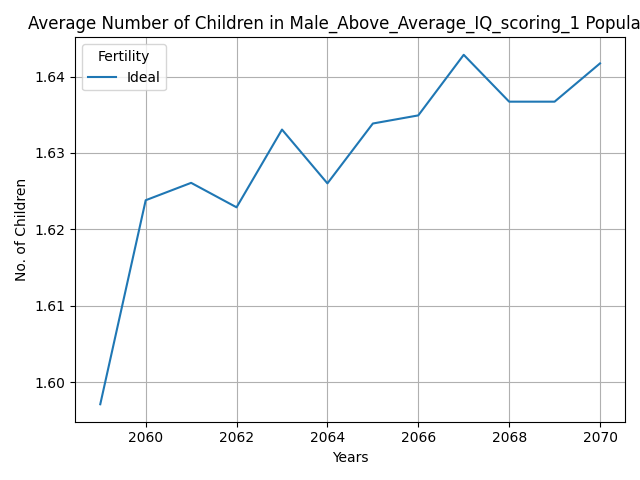 Average Number of Children in Male_Above_Average_IQ_scoring_1 Popula
Fertility
Ideal
1.64
1.63
1.62
1.61
1.60
No. of Children
2060 2062 2064 2066 2068 2070
Years